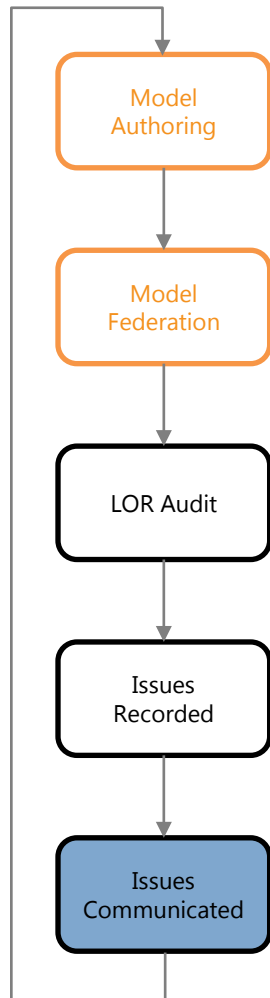 Model
Authoring
Model
Federation
LOR Audit
Issues
Recorded
Issues
Communicated